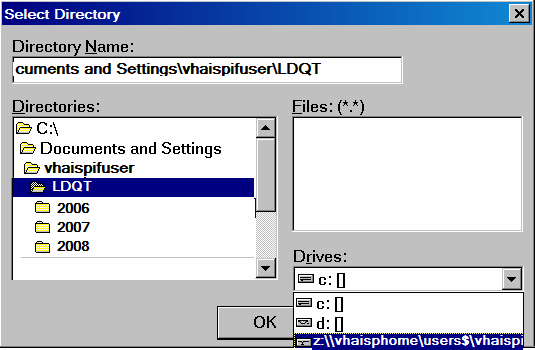 Select Directory
Directory Name:
cuments and Settings\vhaispifuser\LDQT
Directories:
Files: (*.*)
C:\
Documents and Settings
vhaispifuser
LDQT
2006
2007
2008
Drives:
c: []
c: []
d: []
z:\\vhaisphome\users$\vhaispi
OK